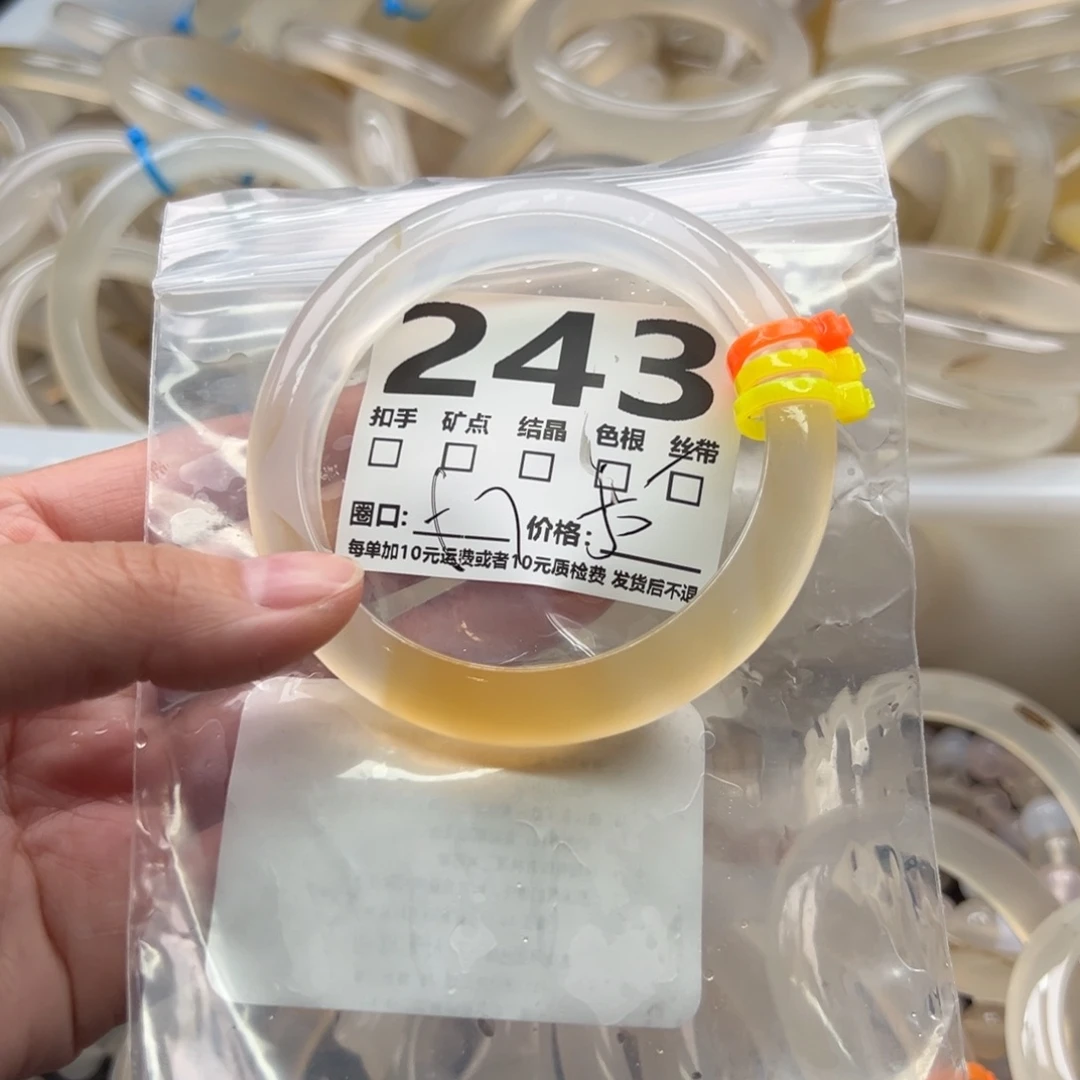 243
扣手 矿点 结晶 色根 丝带
圈口: 价格:
每单加10元运费或者10元质检费 发货后不退